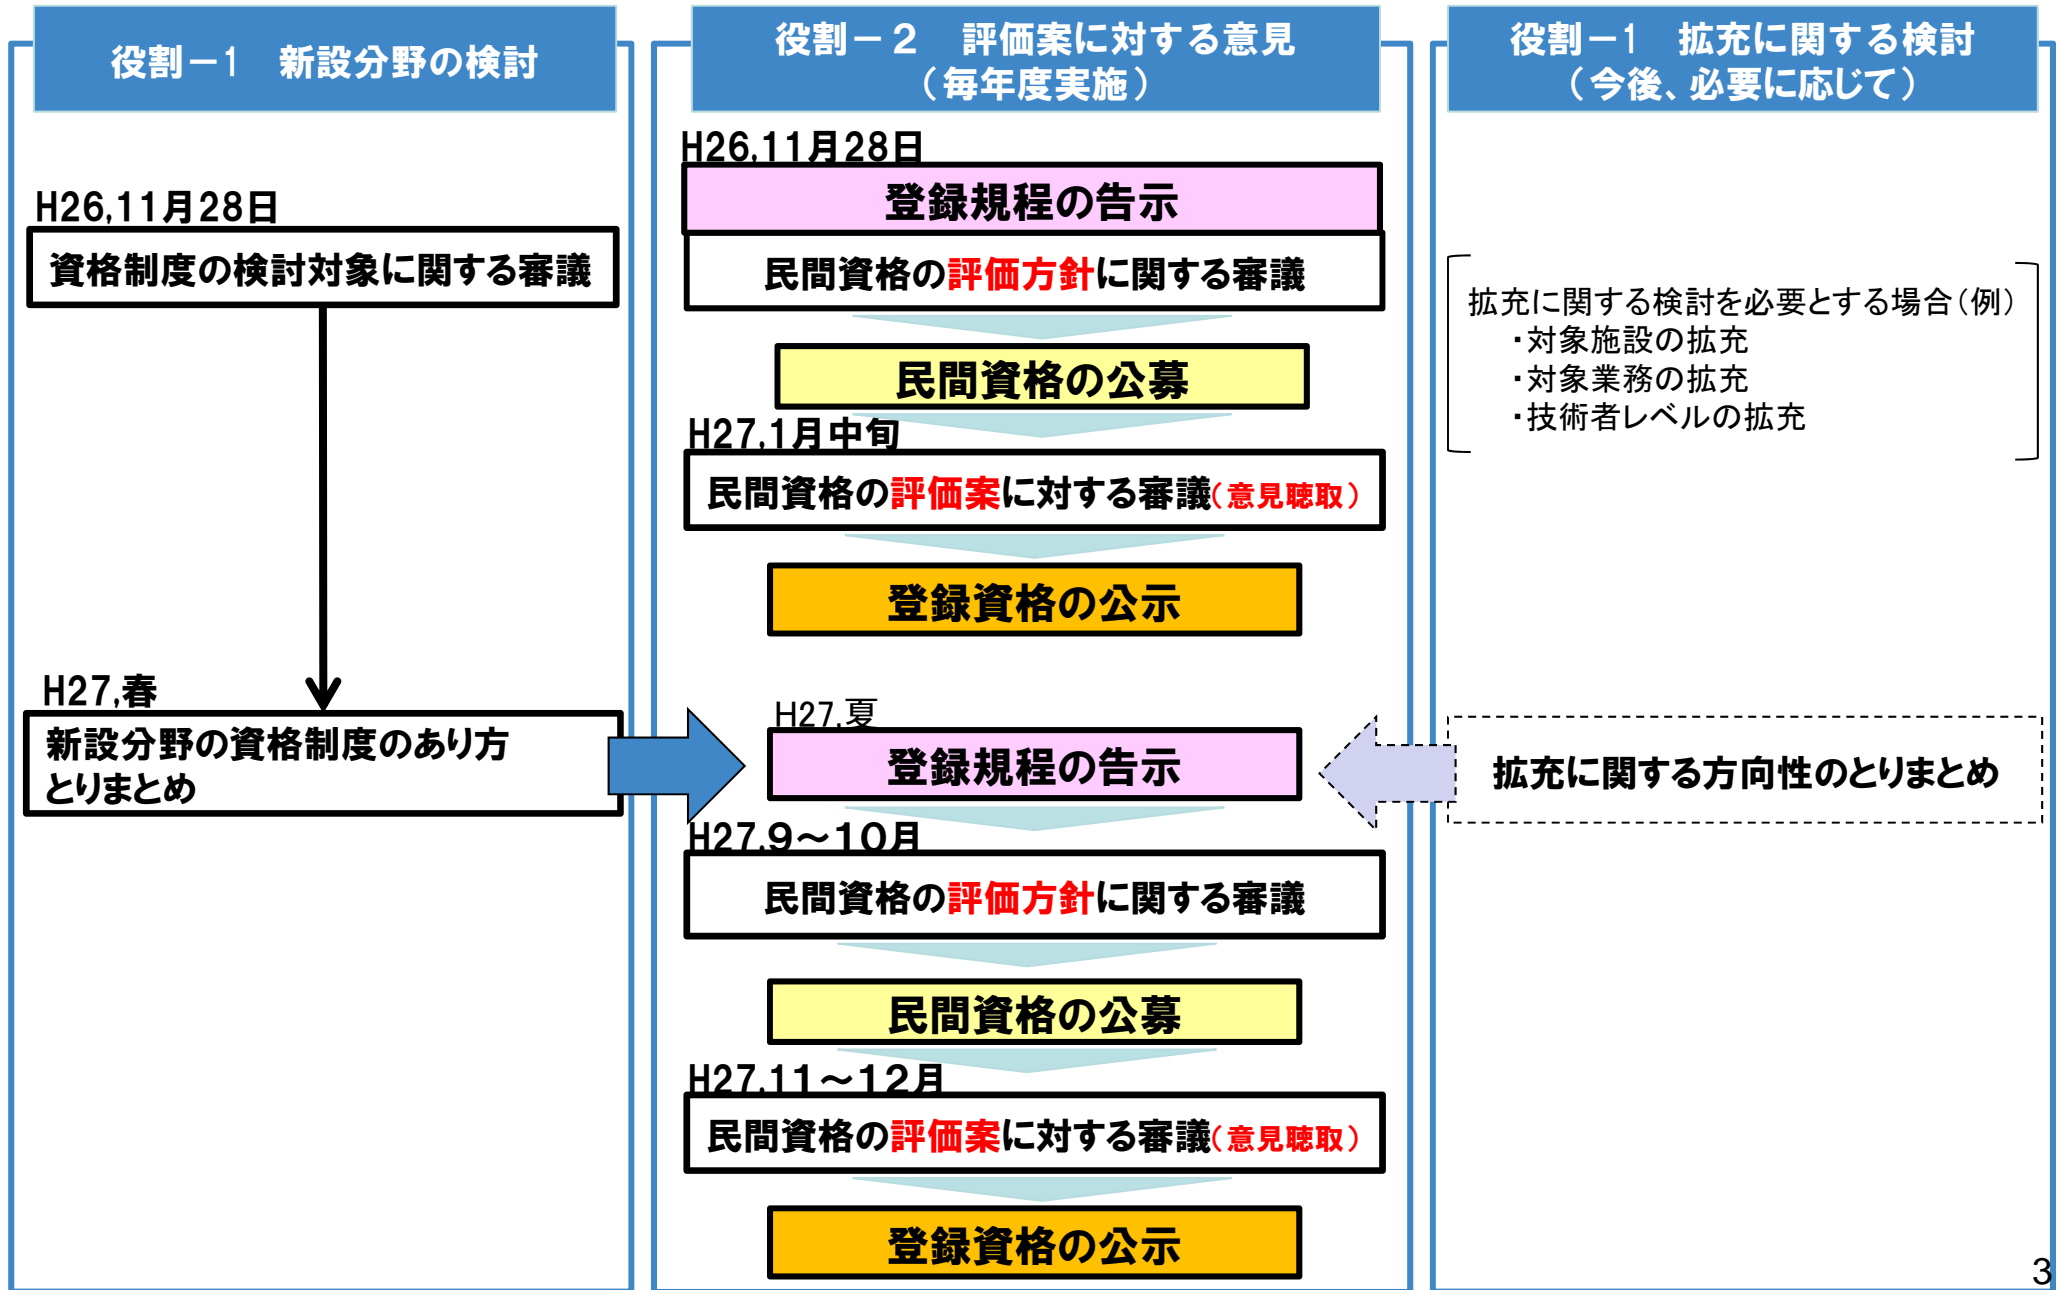 役割－1　新設分野の検討
H26,11月28日
資格制度の検討対象に関する審議
H27,春
新設分野の資格制度のあり方
とりまとめ
役割－２　評価案に対する意見
（毎年度実施）
H26,11月28日
登録規程の告示
民間資格の評価方針に関する審議
民間資格の公募
H27,1月中旬
民間資格の評価案に対する審議（意見聴取）
登録資格の公示
H27,夏
登録規程の告示
H27,9～10月
民間資格の評価方針に関する審議
民間資格の公募
H27,11～12月
民間資格の評価案に対する審議（意見聴取）
登録資格の公示
役割－1　拡充に関する検討
（今後、必要に応じて）
拡充に関する検討を必要とする場合（例）
・対象施設の拡充
・対象業務の拡充
・技術者レベルの拡充
拡充に関する方向性のとりまとめ
3